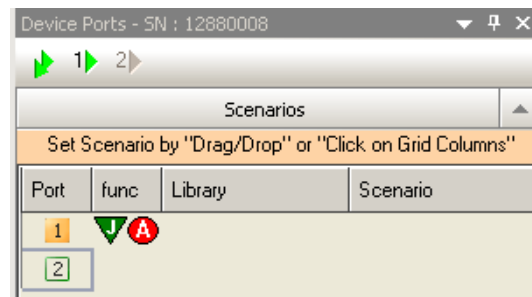 Device Ports - SN : 12880008
1 2
Scenarios
Set Scenario by "Drag/Drop" or "Click on Grid Columns"
Port func Library Scenario
1 J A
2